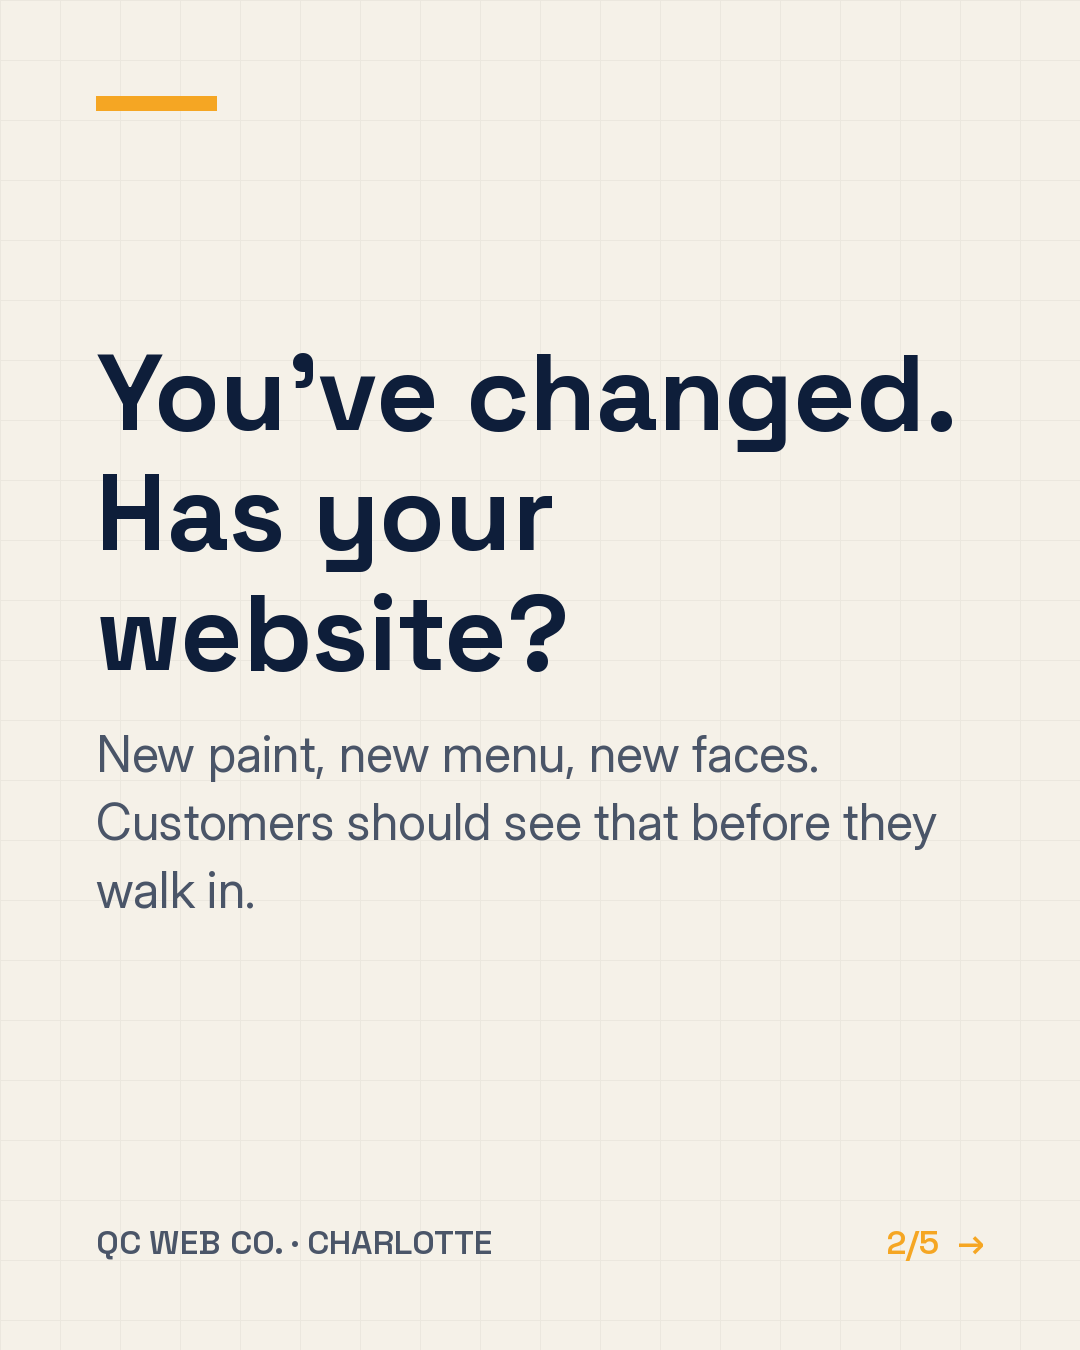 You’ve changed.
Has your
website?
New paint, new menu, new faces.
Customers should see that before they
walk in.
QC WEB CO. · CHARLOTTE
2/5 →